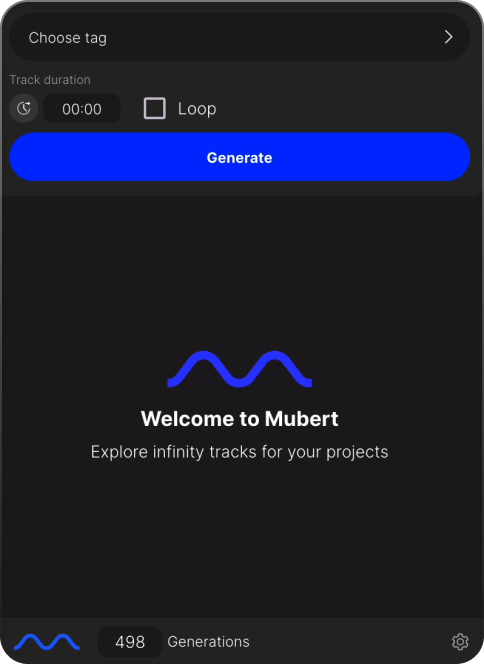 Choose tag
Track duration
00:00 Loop
Generate
Welcome to Mubert
Explore infinity tracks for your projects
498 Generations